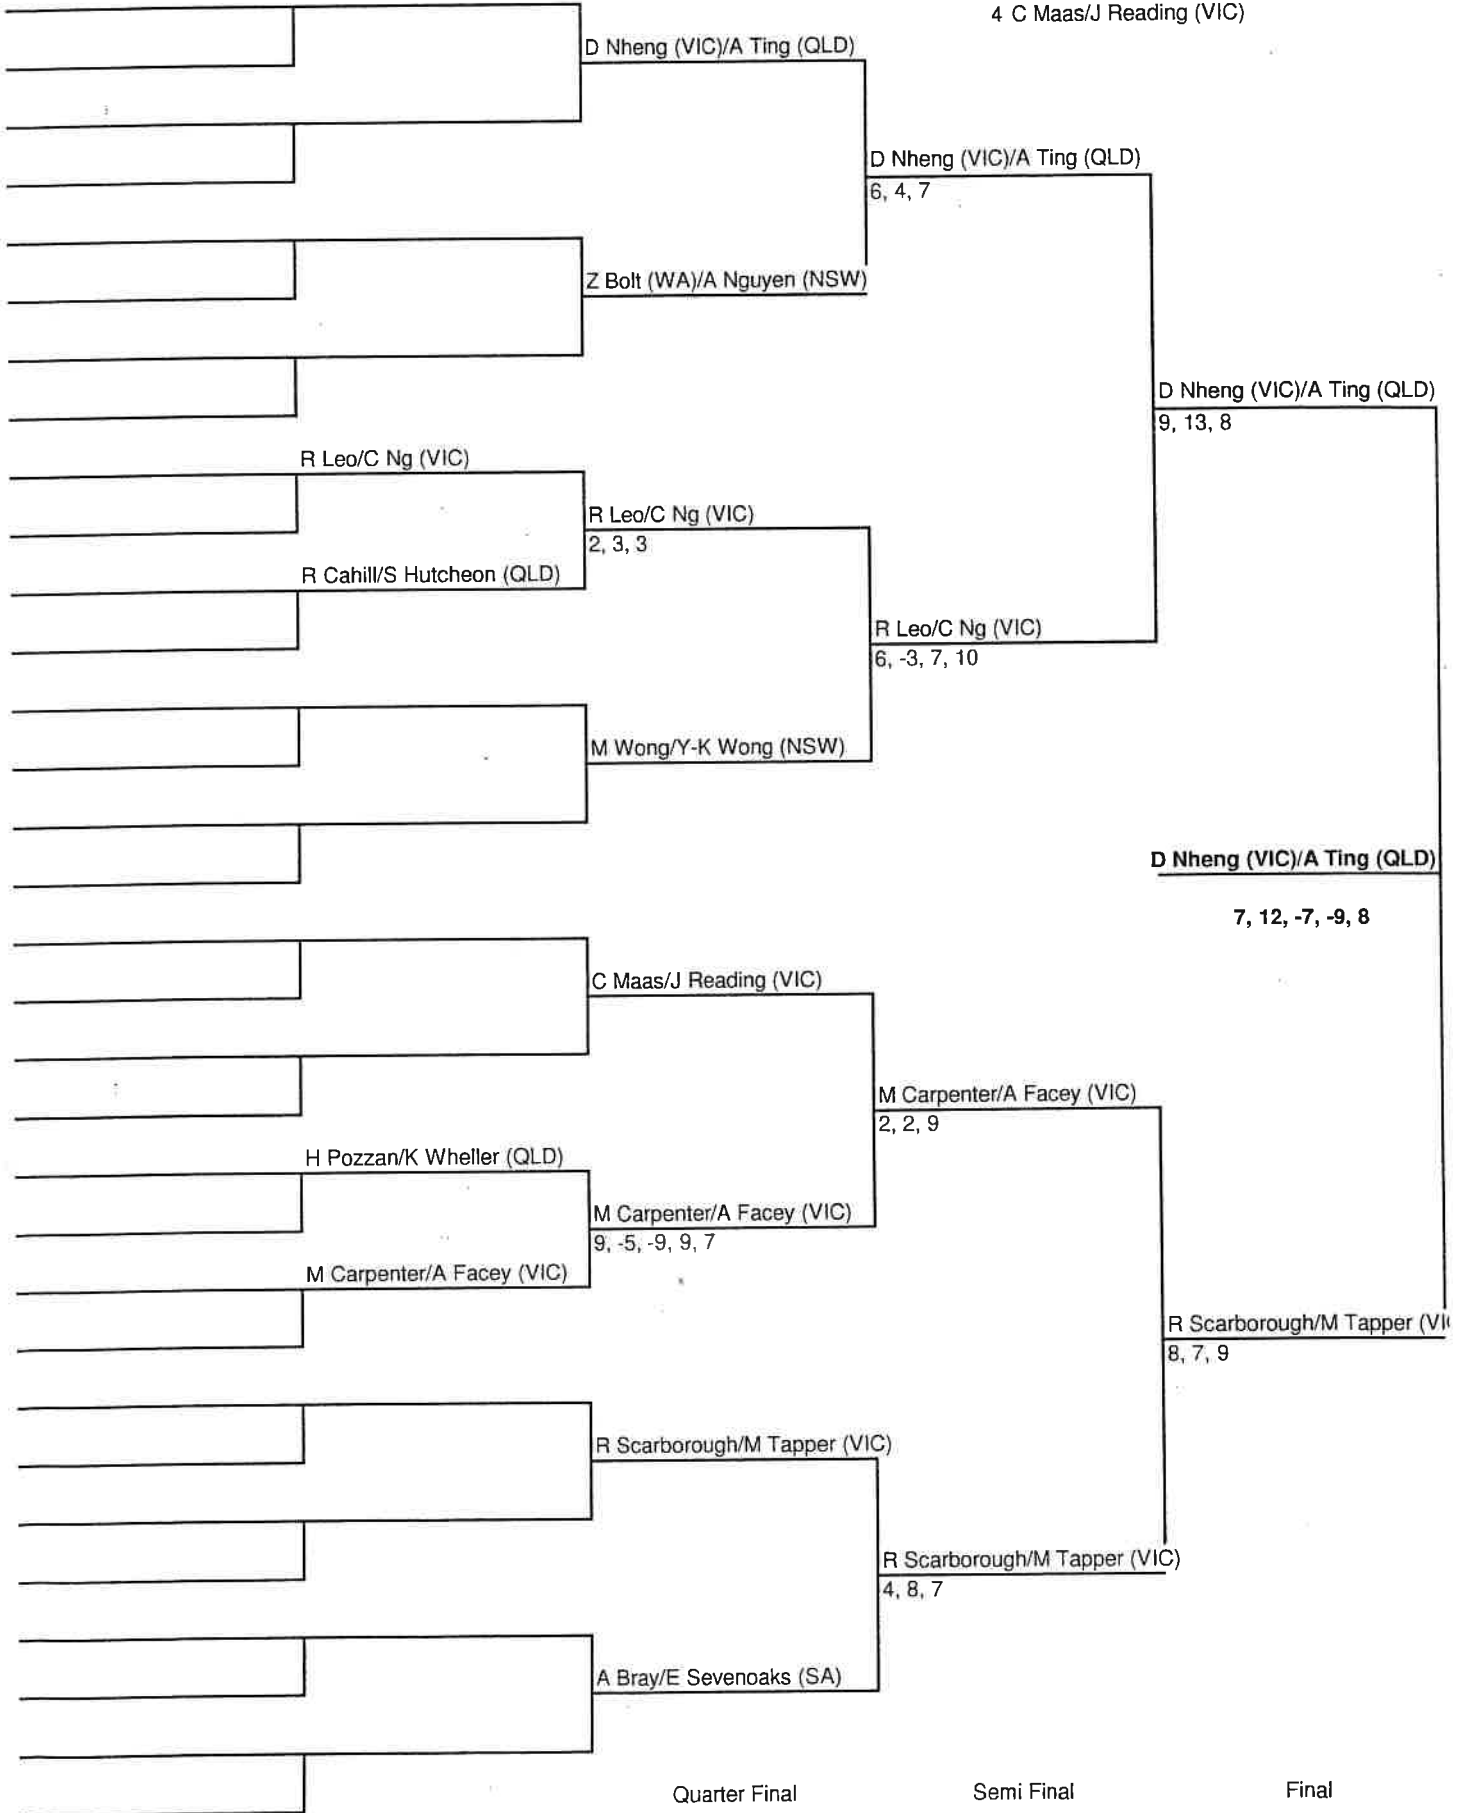 4 C Maas/J Reading (VIC)
D Nheng (VIC)/A Ting (QLD)
D Nheng (VIC)/A Ting (QLD)
6, 4, 7
Z Bolt (WA)/A Nguyen (NSW)
D Nheng (VIC)/A Ting (QLD)
9, 13, 8
R Leo/C Ng (VIC)
R Leo/C Ng (VIC)
2, 3, 3
R Cahill/S Hutcheon (QLD)
R Leo/C Ng (VIC)
6, -3, 7, 10
M Wong/Y-K Wong (NSW)
D Nheng (VIC)/A Ting (QLD)
7, 12, -7, -9, 8
C Maas/J Reading (VIC)
M Carpenter/A Facey (VIC)
2, 2, 9
H Pozzan/K Wheller (QLD)
M Carpenter/A Facey (VIC)
9, -5, -9, 9, 7
M Carpenter/A Facey (VIC)
R Scarborough/M Tapper (VI
8, 7, 9
R Scarborough/M Tapper (VIC)
R Scarborough/M Tapper (VIC)
4, 8, 7
A Bray/E Sevenoaks (SA)
Quarter Final
Semi Final
Final